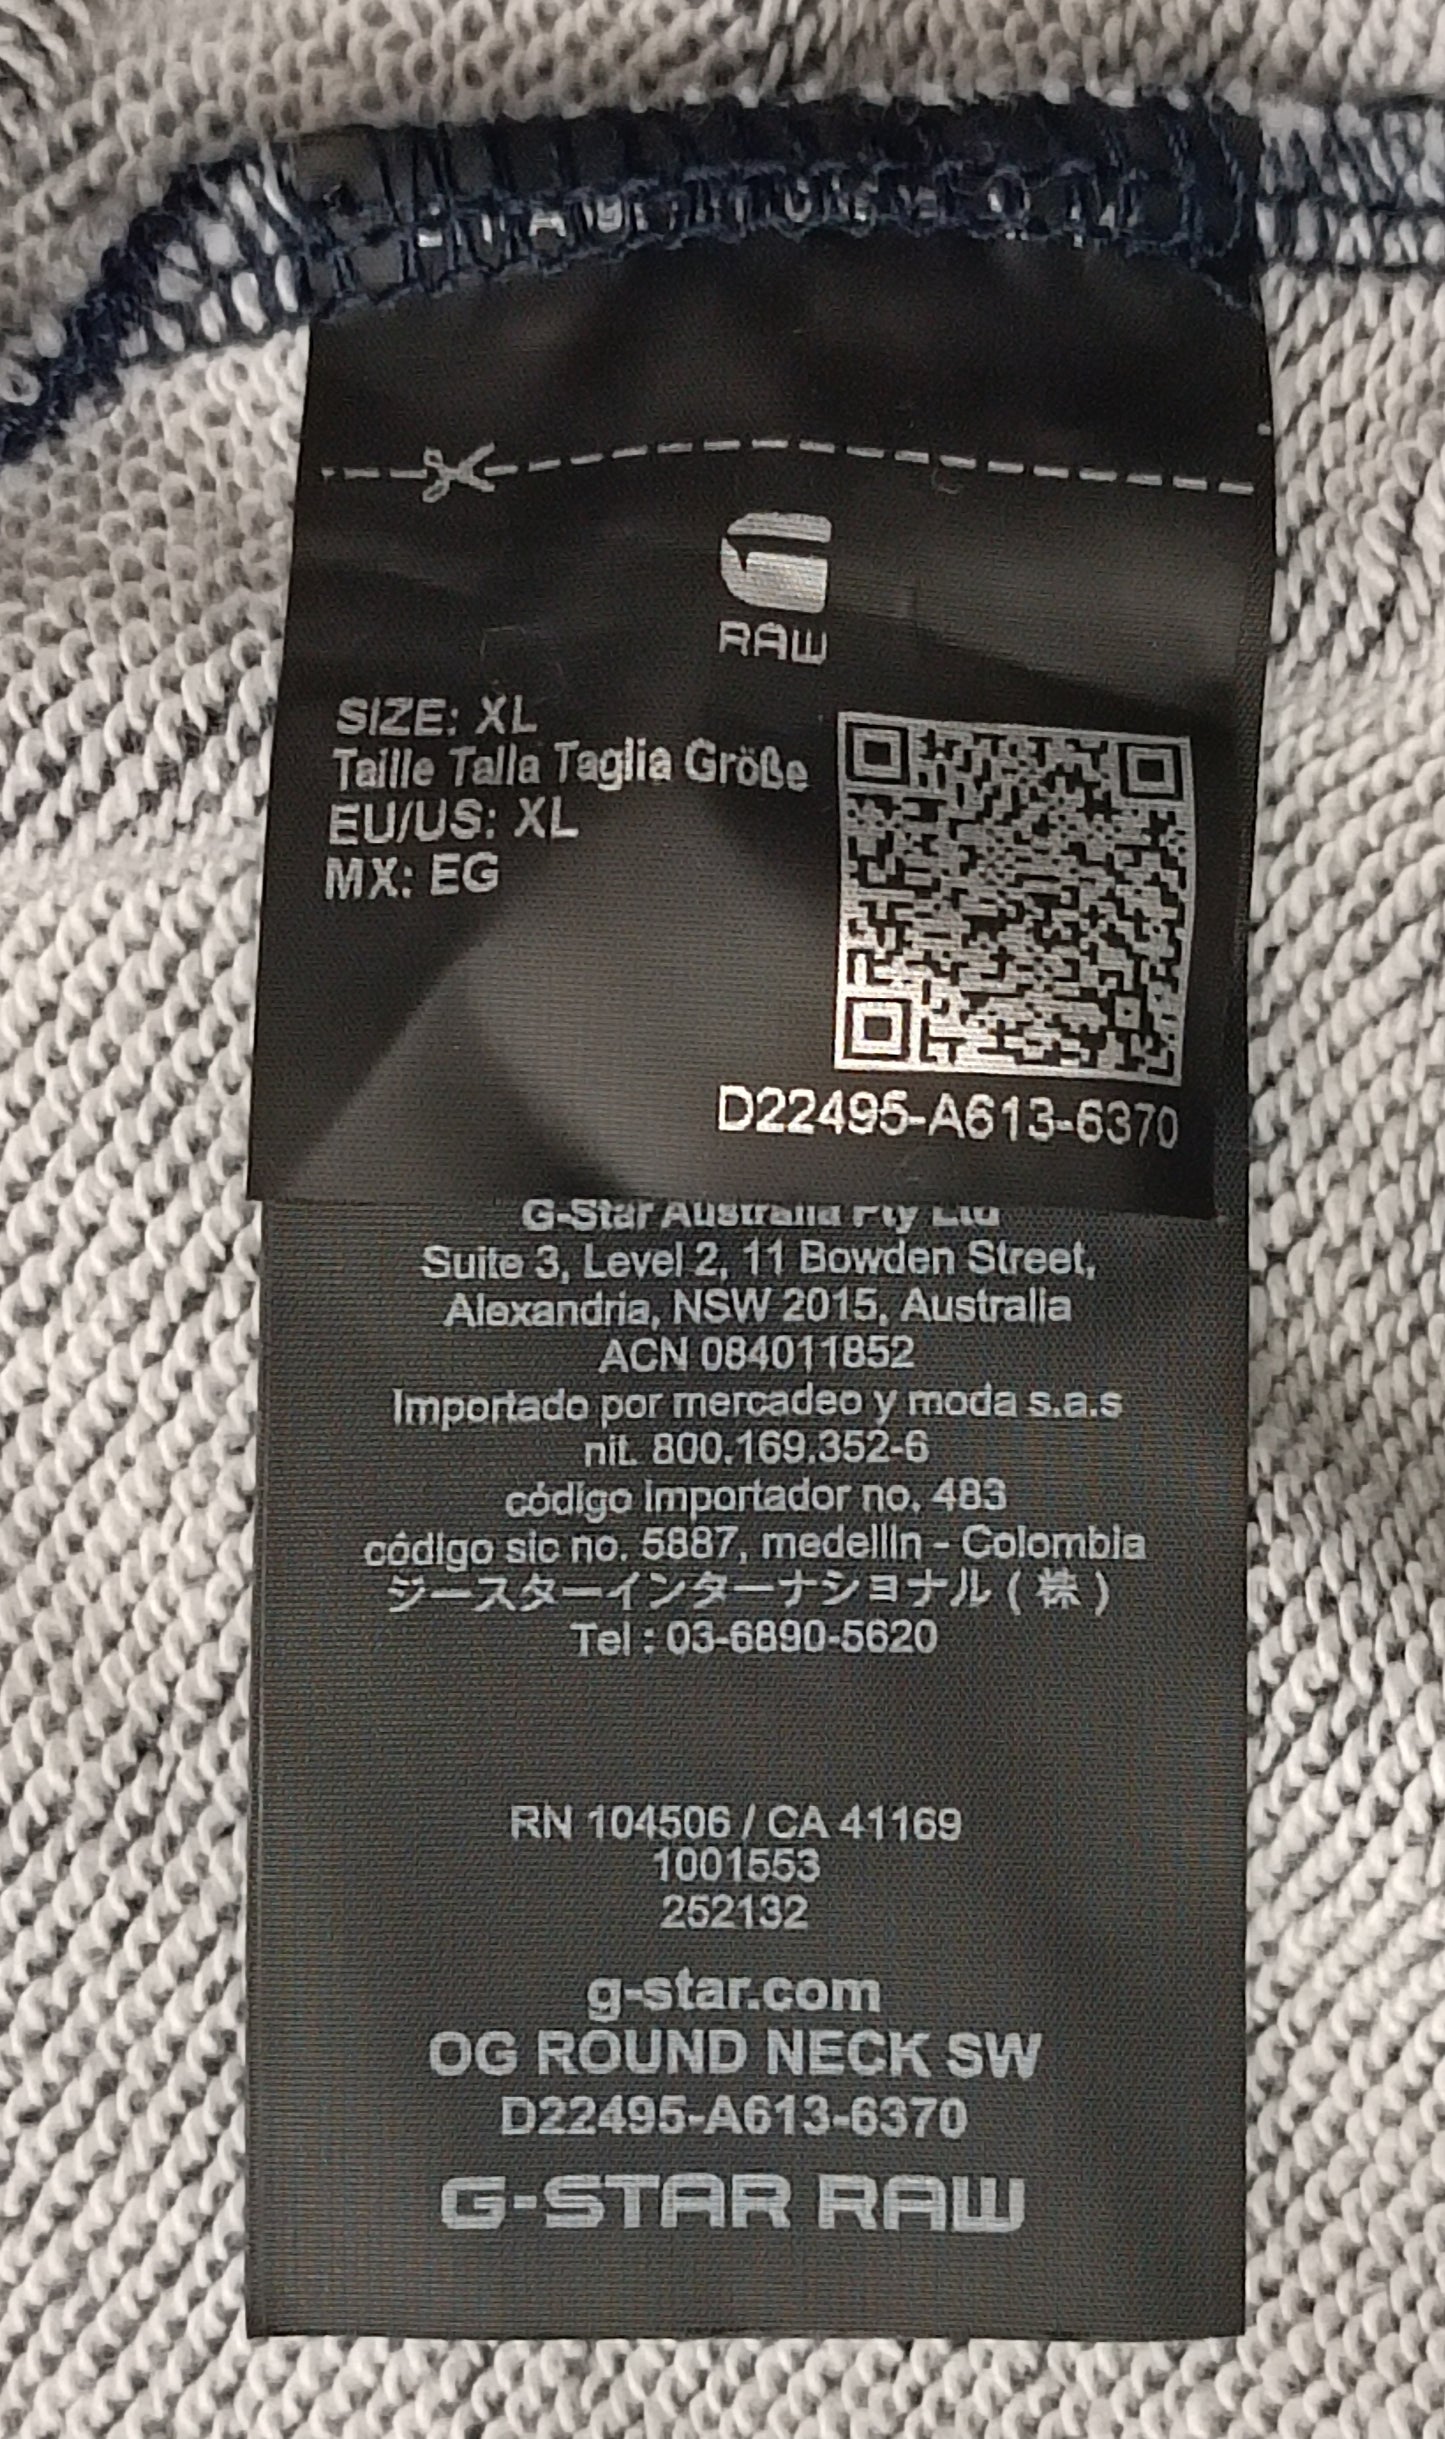 RAW
SIZE: XL
Taille Talla Taglia Größe
EU/US: XL
MX: EG
D22495-A613-6370
G-Star Australia Pty Ltd
Suite 3, Level 2, 11 Bowden Street,
Alexandria, NSW 2015, Australia
ACN 084011852
Importado por mercadeo y moda s.a.s
nit. 800.169.352-6
código importador no. 483
código sic no. 5887, medellin - Colombia
ジースターインターナショナル ( 株 )
Tel : 03-6890-5620
RN 104506 / CA 41169
1001553
252132
g-star.com
OG ROUND NECK SW
D22495-A613-6370
G-STAR RAW